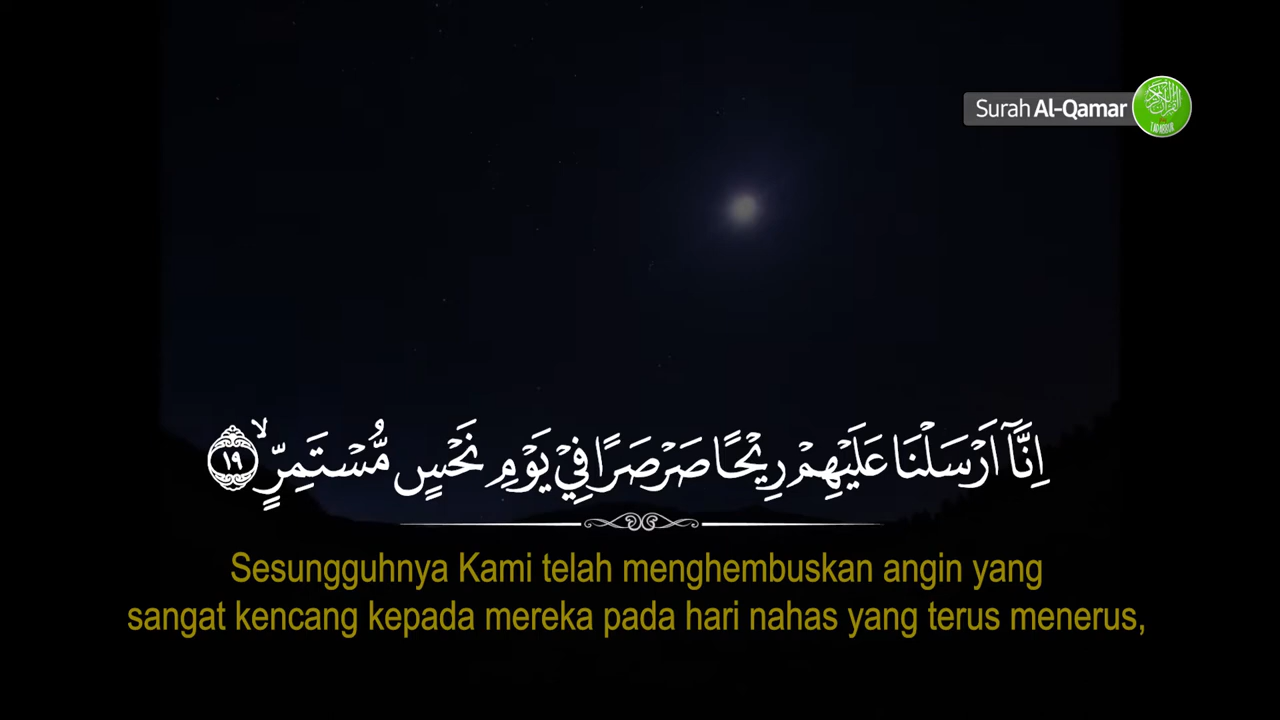 Surah Al-Qamar
اِنَّآ اَرْسَلْنَا عَلَيْهِمْ رِيْحًا صَرْصَرًا فِيْ يَوْمِ نَحْسٍ مُّسْتَمِرٍّۙ ١٩
Sesungguhnya Kami telah menghembuskan angin yang
sangat kencang kepada mereka pada hari nahas yang terus menerus,